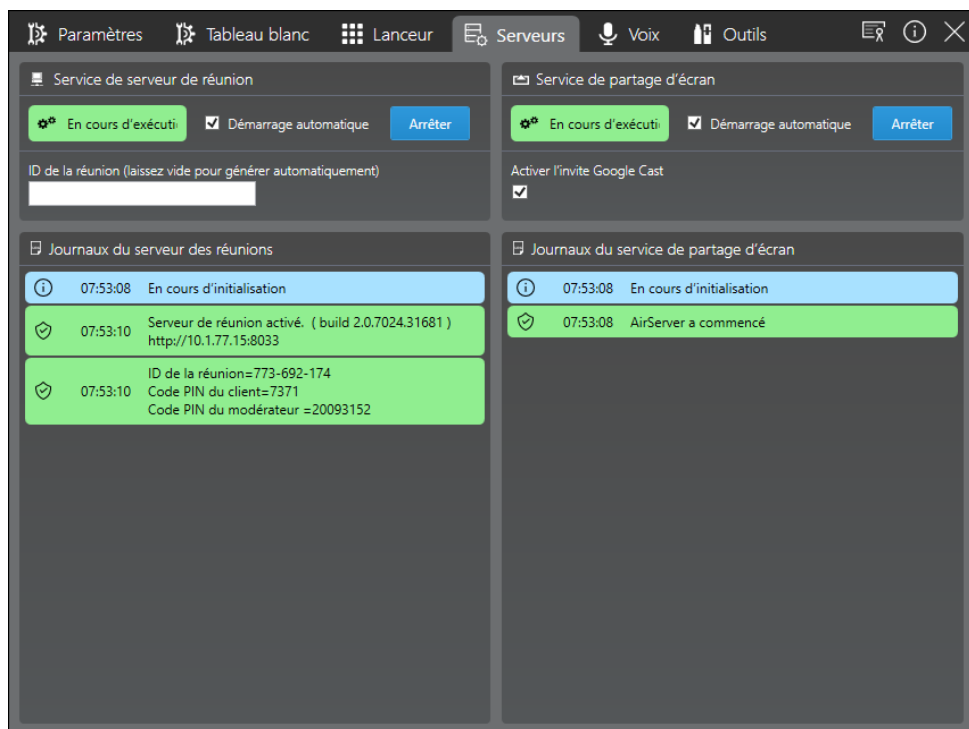 Paramètres Tableau blanc Lanceur Serveurs Voix Outils
Service de serveur de réunion
En cours d'exécuti Démarrage automatique Arrêter
ID de la réunion (laissez vide pour générer automatiquement)
Journaux du serveur des réunions
07:53:08 En cours d'initialisation
07:53:10 Serveur de réunion activé. ( build 2.0.7024.31681 )
http://10.1.77.15:8033
07:53:10 ID de la réunion=773-692-174
Code PIN du client=7371
Code PIN du modérateur =20093152
Service de partage d'écran
En cours d'exécuti Démarrage automatique Arrêter
Activer l'invite Google Cast
Journaux du service de partage d'écran
07:53:08 En cours d'initialisation
07:53:08 AirServer a commencé